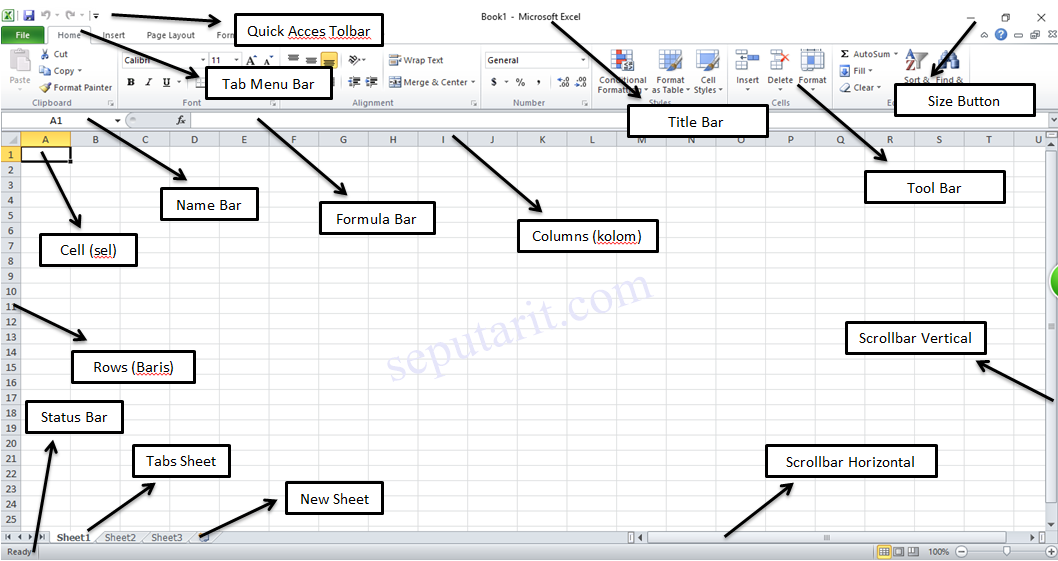 Book1 - Microsoft Excel
Quick Acces Tolbar
File Home Insert Page Layout
Cut
Copy
Format Painter
Paste
Clipboard
Calibri 11
B I U
Font
Tab Menu Bar
Wrap Text
Merge & Center
Alignment
General
$ % ,
Number
Conditional Formatting
Format as Table
Cell Styles
Styles
Insert Delete Format
Cells
AutoSum
Fill
Clear
Sort & Find &
Size Button
Title Bar
A1 fx
A B C D E F G H I J K L M N O P Q R S T U
1
2
3
4
5
6
7
8
9
10
11
12
13
14
15
16
17
18
19
20
21
22
23
24
25
Tool Bar
Name Bar
Formula Bar
Columns (kolom)
Cell (sel)
seputarit.com
Scrollbar Vertical
Rows (Baris)
Status Bar
Tabs Sheet
Scrollbar Horizontal
New Sheet
Sheet1 Sheet2 Sheet3
Ready 100%